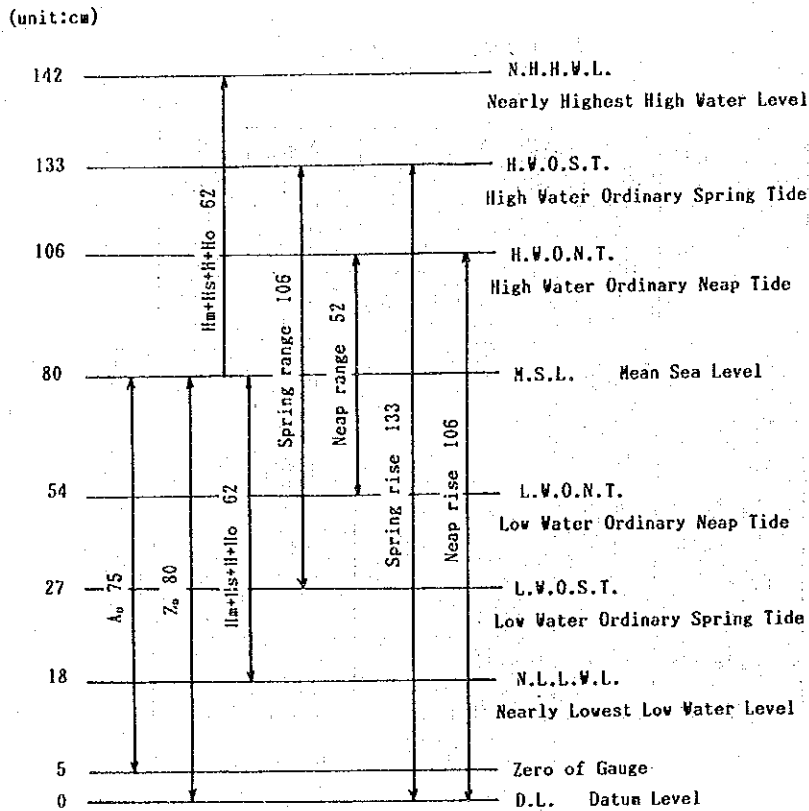 (unit:cm)
142
N.H.H.W.L.
Nearly Highest High Water Level
133
H.W.O.S.T.
High Water Ordinary Spring Tide
106
H.W.O.N.T.
High Water Ordinary Neap Tide
80
M.S.L. Mean Sea Level
54
L.W.O.N.T.
Low Water Ordinary Neap Tide
27
L.W.O.S.T.
Low Water Ordinary Spring Tide
18
N.L.L.W.L.
Nearly Lowest Low Water Level
5
Zero of Gauge
0
D.L. Datum Level
A₀ 75
Z₀ 80
Hm+Hs+H'+Ho 62
Hm+Hs+H'+Ho 62
Spring range 106
Neap range 52
Spring rise 133
Neap rise 106